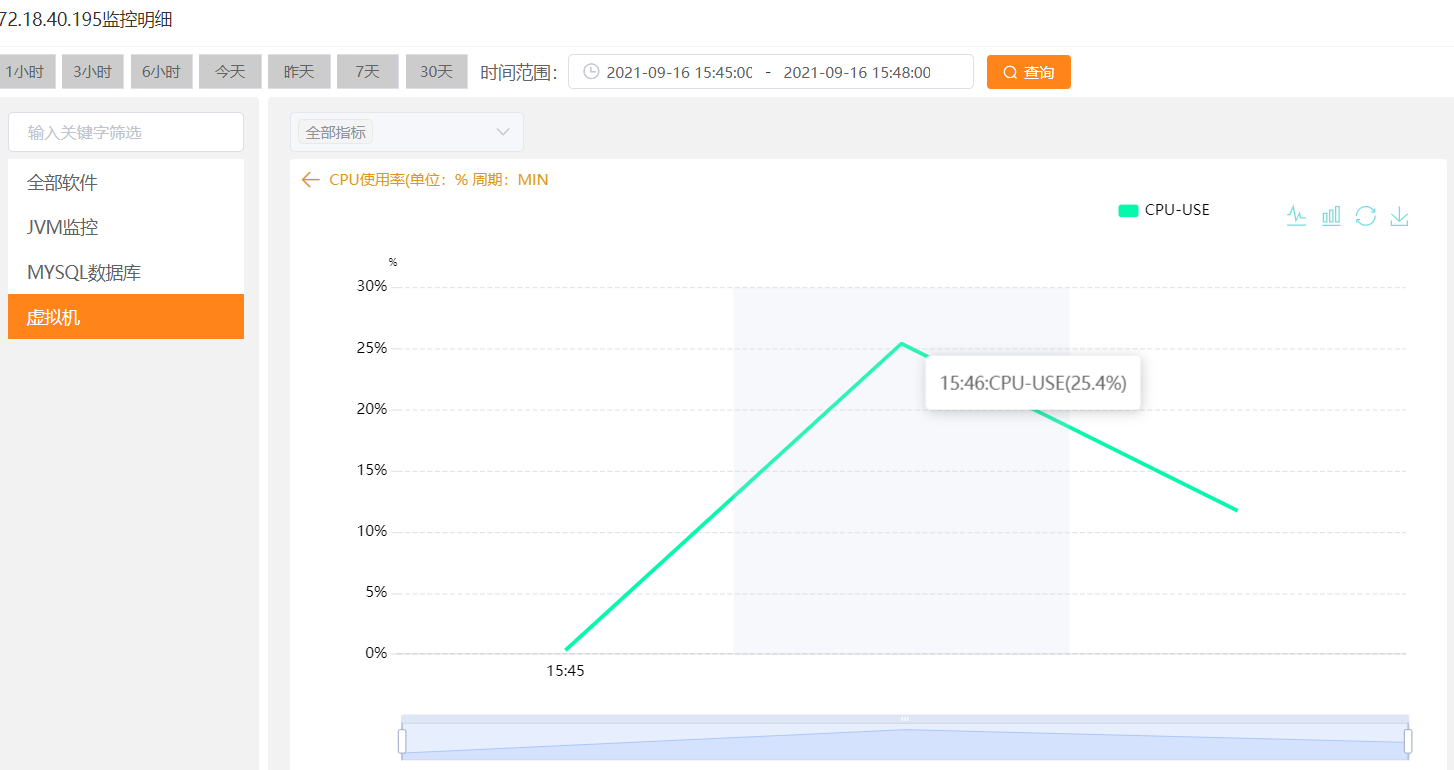 72.18.40.195监控明细
1小时 3小时 6小时 今天 昨天 7天 30天 时间范围： 2021-09-16 15:45:00 - 2021-09-16 15:48:00 查询
输入关键字筛选
全部指标
全部软件
JVM监控
MYSQL数据库
虚拟机
CPU使用率(单位：% 周期：MIN
CPU-USE
%
30%
25%
15:46:CPU-USE(25.4%)
20%
15%
10%
5%
0%
15:45